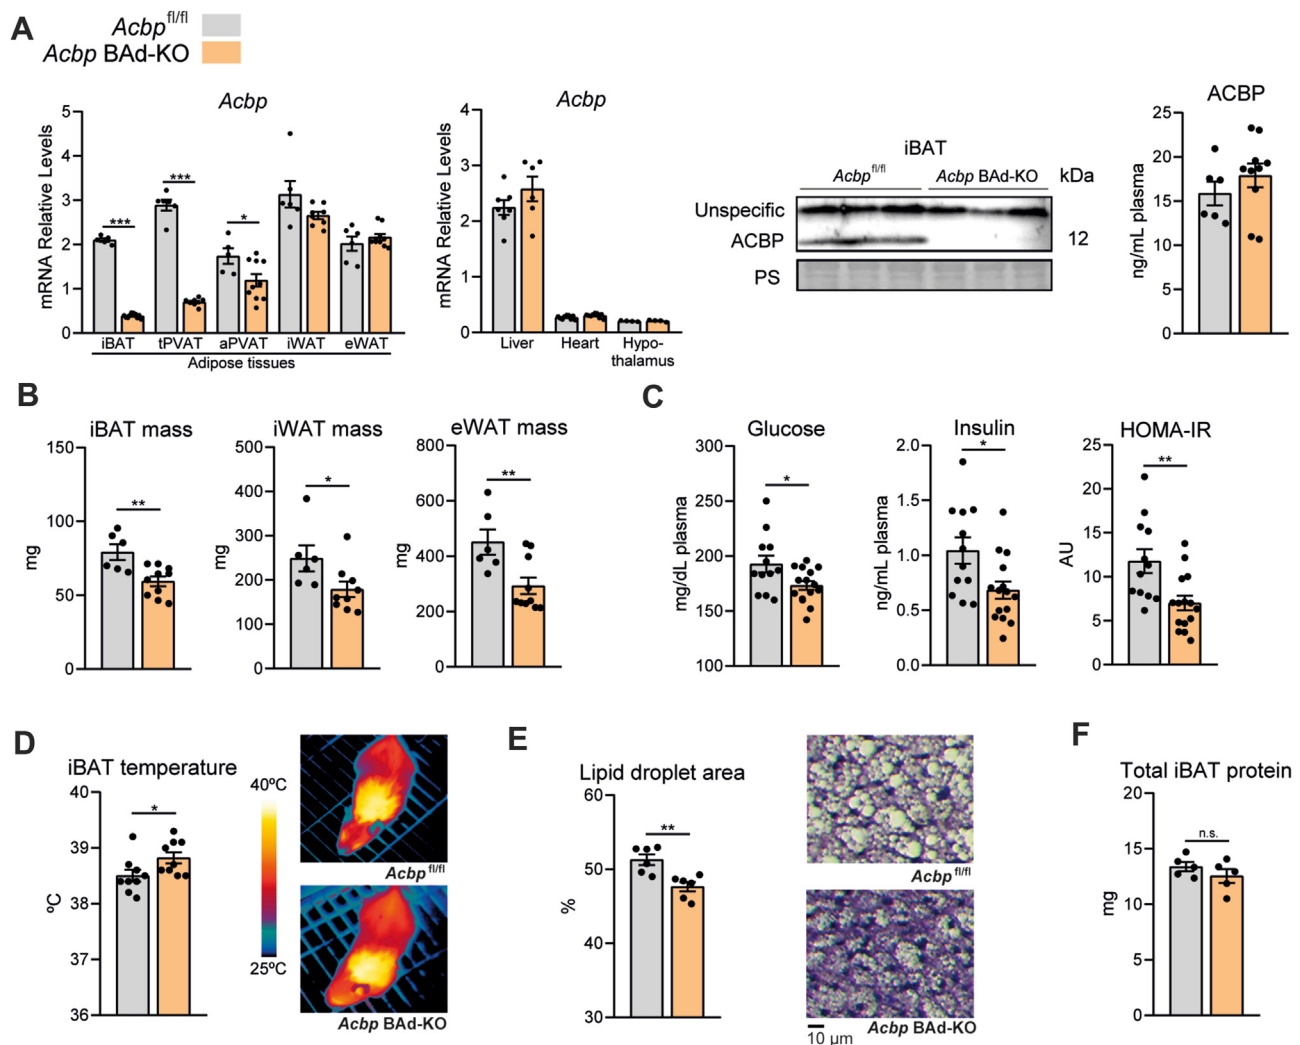 A
Acbp fl/fl
Acbp BAd-KO
Acbp
mRNA Relative Levels
5
4
3
2
1
0
***
***
*
iBAT tPVAT aPVAT iWAT eWAT
Adipose tissues
Acbp
mRNA Relative Levels
4
3
2
1
0
Liver Heart Hypo-
thalamus
iBAT
Acbp fl/fl Acbp BAd-KO kDa
Unspecific
ACBP 12
PS
ACBP
ng/mL plasma
25
20
15
10
5
0
B
iBAT mass
mg
150
100
50
0
**
iWAT mass
mg
500
400
300
200
100
0
*
eWAT mass
mg
800
600
400
200
0
**
C
Glucose
mg/dL plasma
300
250
200
150
100
*
Insulin
ng/mL plasma
2.0
1.5
1.0
0.5
0.0
*
HOMA-IR
AU
25
20
15
10
5
0
**
D
iBAT temperature
ºC
40
39
38
37
36
*
40ºC
25ºC
Acbp fl/fl
Acbp BAd-KO
E
Lipid droplet area
%
60
50
40
30
**
Acbp fl/fl
Acbp BAd-KO
10 µm
F
Total iBAT protein
mg
20
15
10
5
0
n.s.